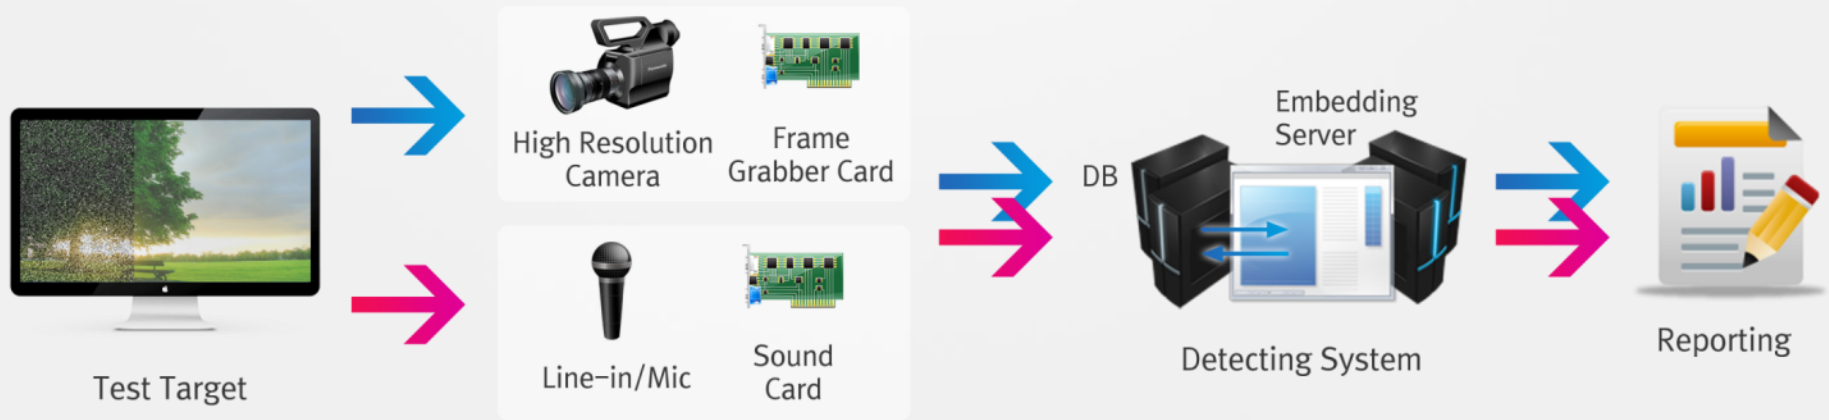 Test Target
High Resolution
Camera
Frame
Grabber Card
Line-in/Mic
Sound
Card
DB
Embedding
Server
Detecting System
Reporting